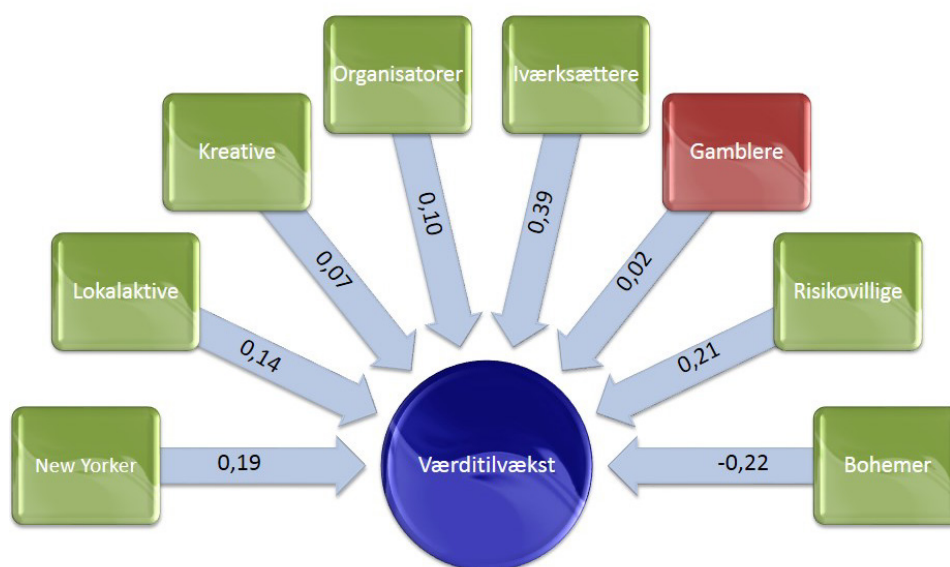 Organisatorer
Iværksættere
Kreative
Gamblere
Lokalaktive
Risikovillige
New Yorker
Bohemer
0,19
0,14
0,07
0,10
0,39
0,02
0,21
-0,22
Værditilvækst